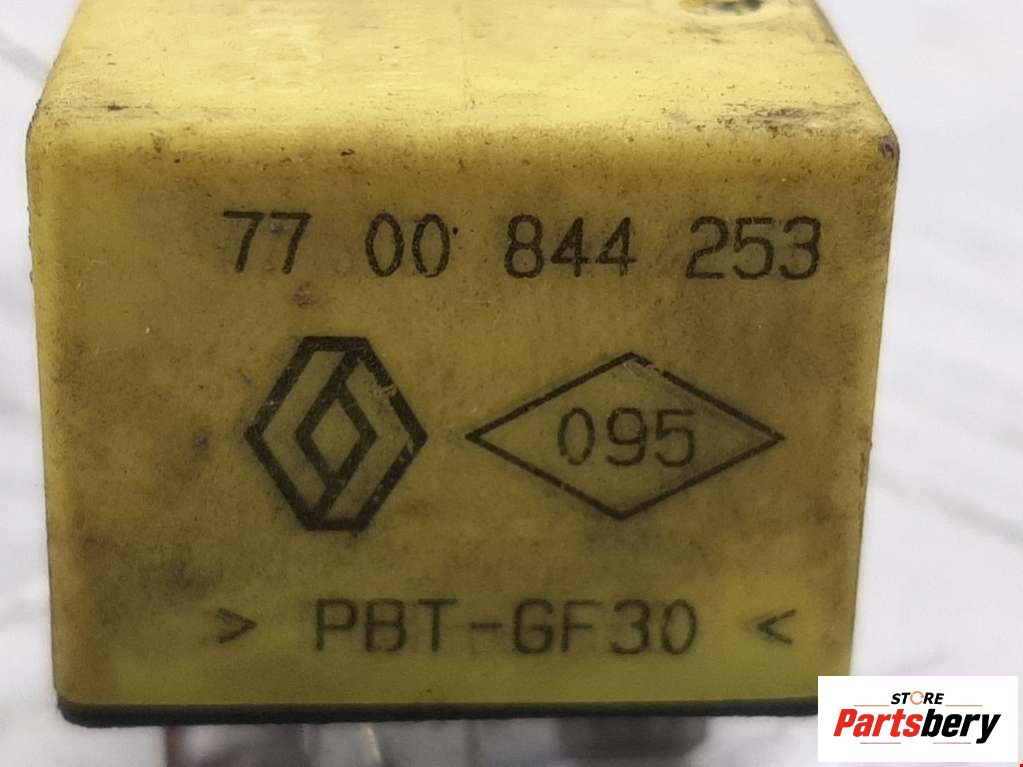 77 00 844 253
095
> PBT-GF30 <
STORE
Partsbery